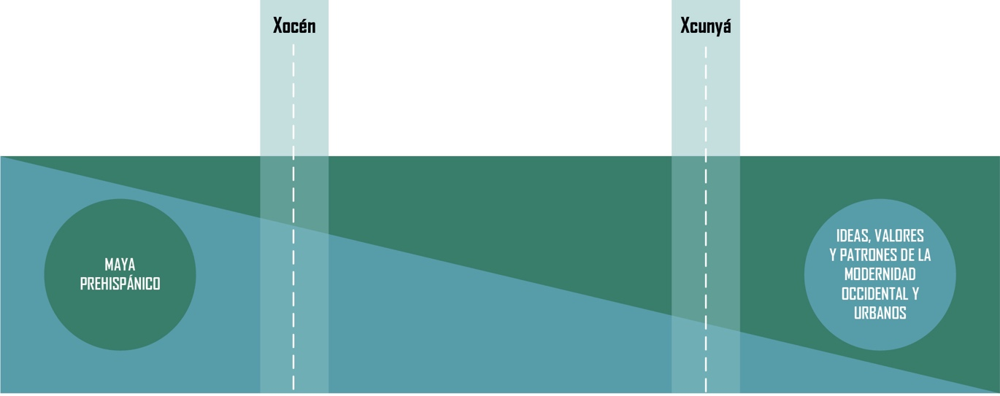 Xocén
Xcunyá
MAYA
PREHISPÁNICO
IDEAS, VALORES
Y PATRONES DE LA
MODERNIDAD
OCCIDENTAL Y
URBANOS